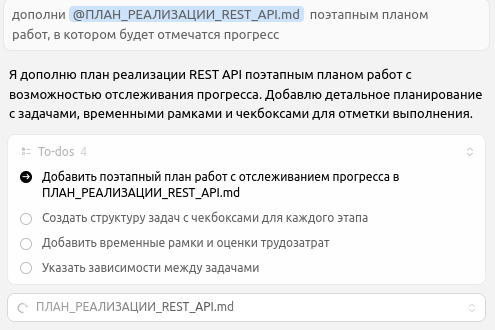 дополни @ПЛАН_РЕАЛИЗАЦИИ_REST_API.md поэтапным планом
работ, в котором будет отмечатся прогресс
Я дополню план реализации REST API поэтапным планом работ с
возможностью отслеживания прогресса. Добавлю детальное планирование
с задачами, временными рамками и чекбоксами для отметки выполнения.
To-dos 4
Добавить поэтапный план работ с отслеживанием прогресса в
ПЛАН_РЕАЛИЗАЦИИ_REST_API.md
Создать структуру задач с чекбоксами для каждого этапа
Добавить временные рамки и оценки трудозатрат
Указать зависимости между задачами
ПЛАН_РЕАЛИЗАЦИИ_REST_API.md